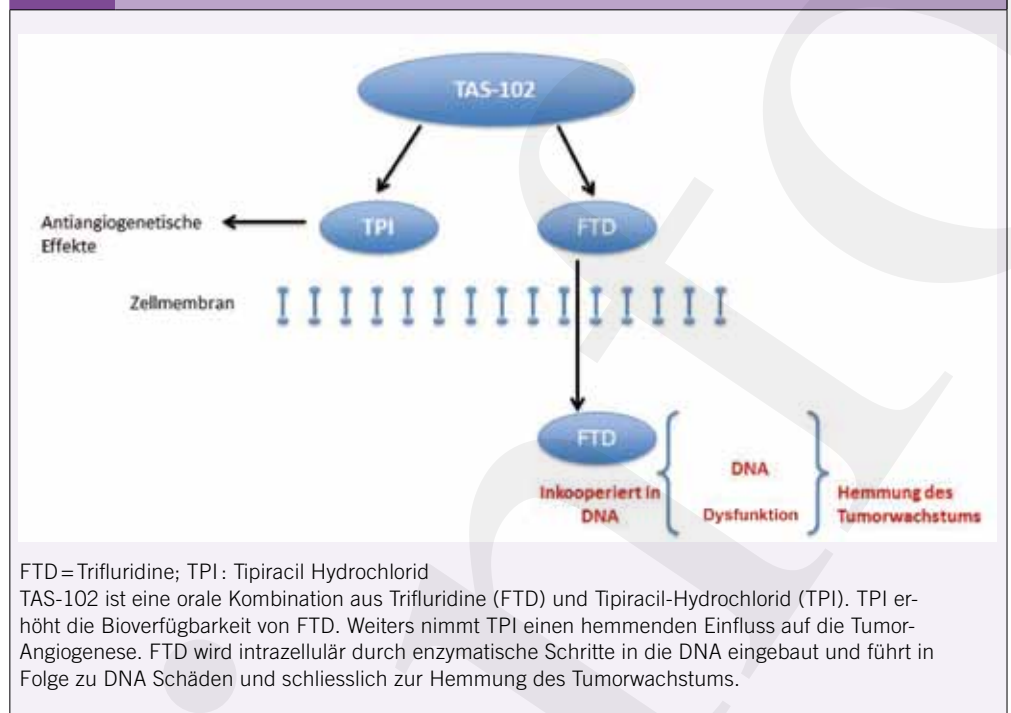 TAS-102
TPI
FTD
Antiangiogenetische
Effekte
Zellmembran
FTD
Inkooperiert in
DNA
DNA
Dysfunktion
Hemmung des
Tumorwachstums
FTD=Trifluridine; TPI: Tipiracil Hydrochlorid
TAS-102 ist eine orale Kombination aus Trifluridine (FTD) und Tipiracil-Hydrochlorid (TPI). TPI er-
höht die Bioverfügbarkeit von FTD. Weiters nimmt TPI einen hemmenden Einfluss auf die Tumor-
Angiogenese. FTD wird intrazellulär durch enzymatische Schritte in die DNA eingebaut und führt in
Folge zu DNA Schäden und schliesslich zur Hemmung des Tumorwachstums.